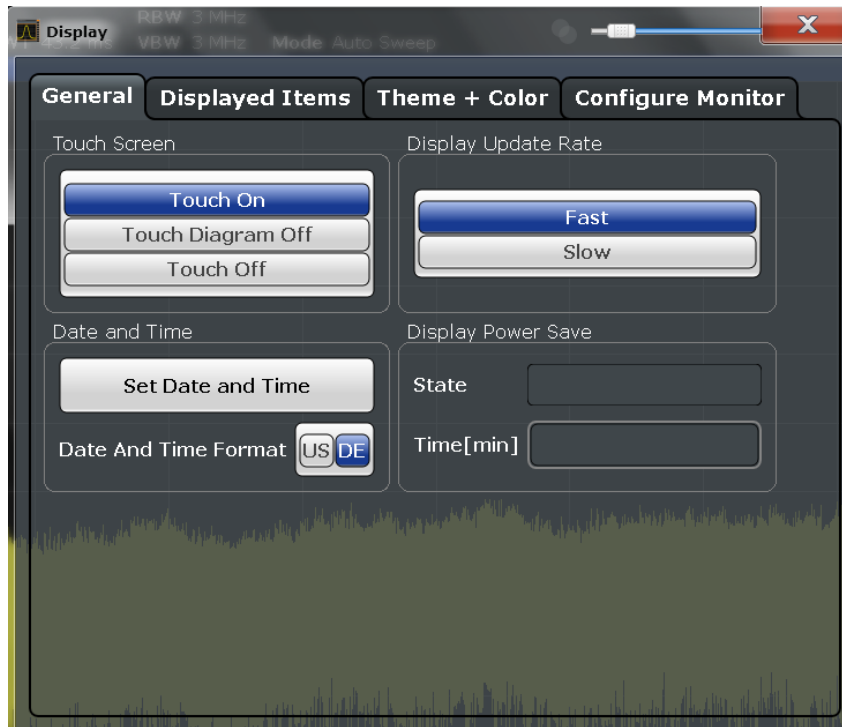 RBW 3 MHz
Display
VBW 3 MHz Mode Auto Sweep
X
General Displayed Items Theme + Color Configure Monitor
Touch Screen
Display Update Rate
Touch On
Touch Diagram Off
Touch Off
Fast
Slow
Date and Time
Display Power Save
Set Date and Time
State
Date And Time Format US DE
Time[min]